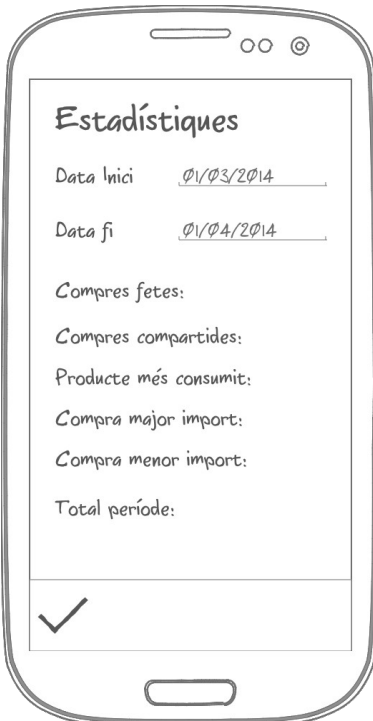 Estadístiques
Data Inici 01/03/2014
Data fi 01/04/2014
Compres fetes:
Compres compartides:
Producte més consumit:
Compra major import:
Compra menor import:
Total període: